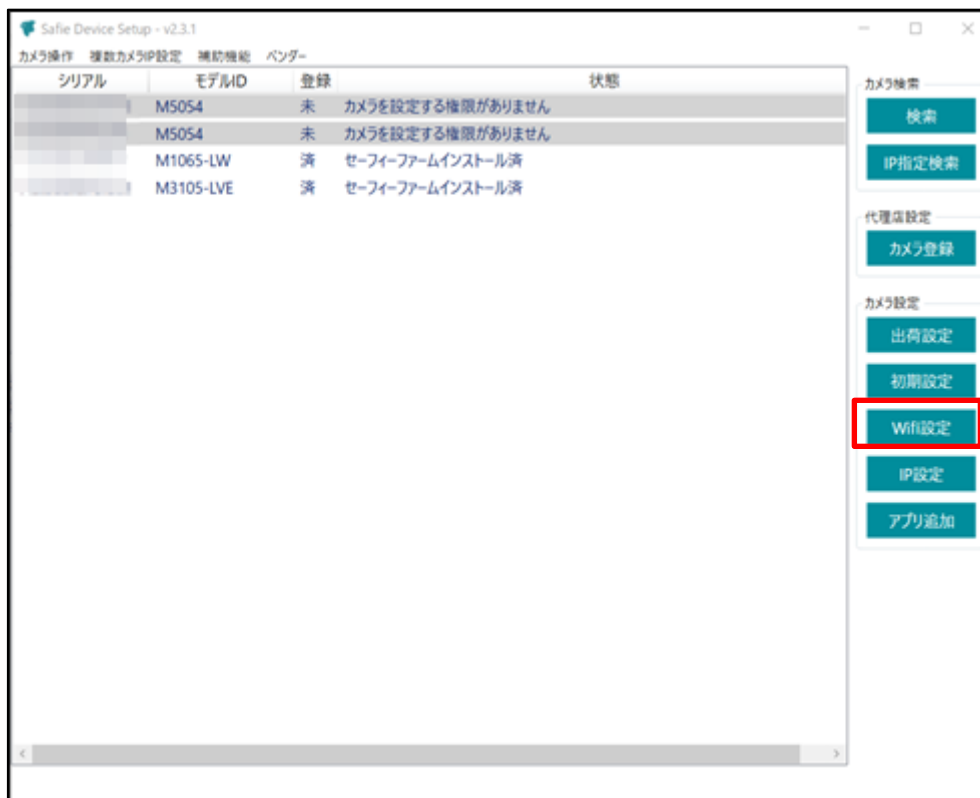 Safie Device Setup - v2.3.1
カメラ操作 複数カメラIP設定 補助機能 ベンダー
シリアル モデルID 登録 状態
M5054 未 カメラを設定する権限がありません
M5054 未 カメラを設定する権限がありません
M1065-LW 済 セーフィーファームインストール済
M3105-LVE 済 セーフィーファームインストール済
カメラ検索
検索
IP指定検索
代理店設定
カメラ登録
カメラ設定
出荷設定
初期設定
Wifi設定
IP設定
アプリ追加